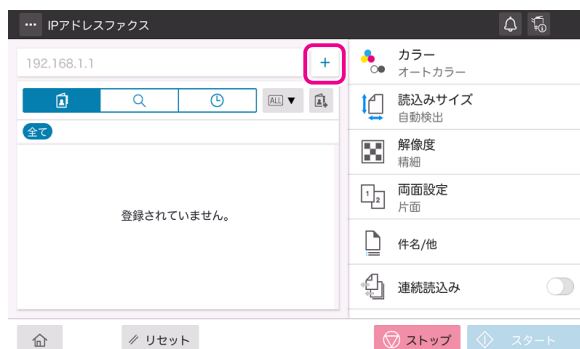 IPアドレスファクス
192.168.1.1
+
ALL ▼
全て
登録されていません。
カラー
オートカラー
読込みサイズ
自動検出
解像度
精細
両面設定
片面
件名/他
連続読込み
リセット
ストップ
スタート